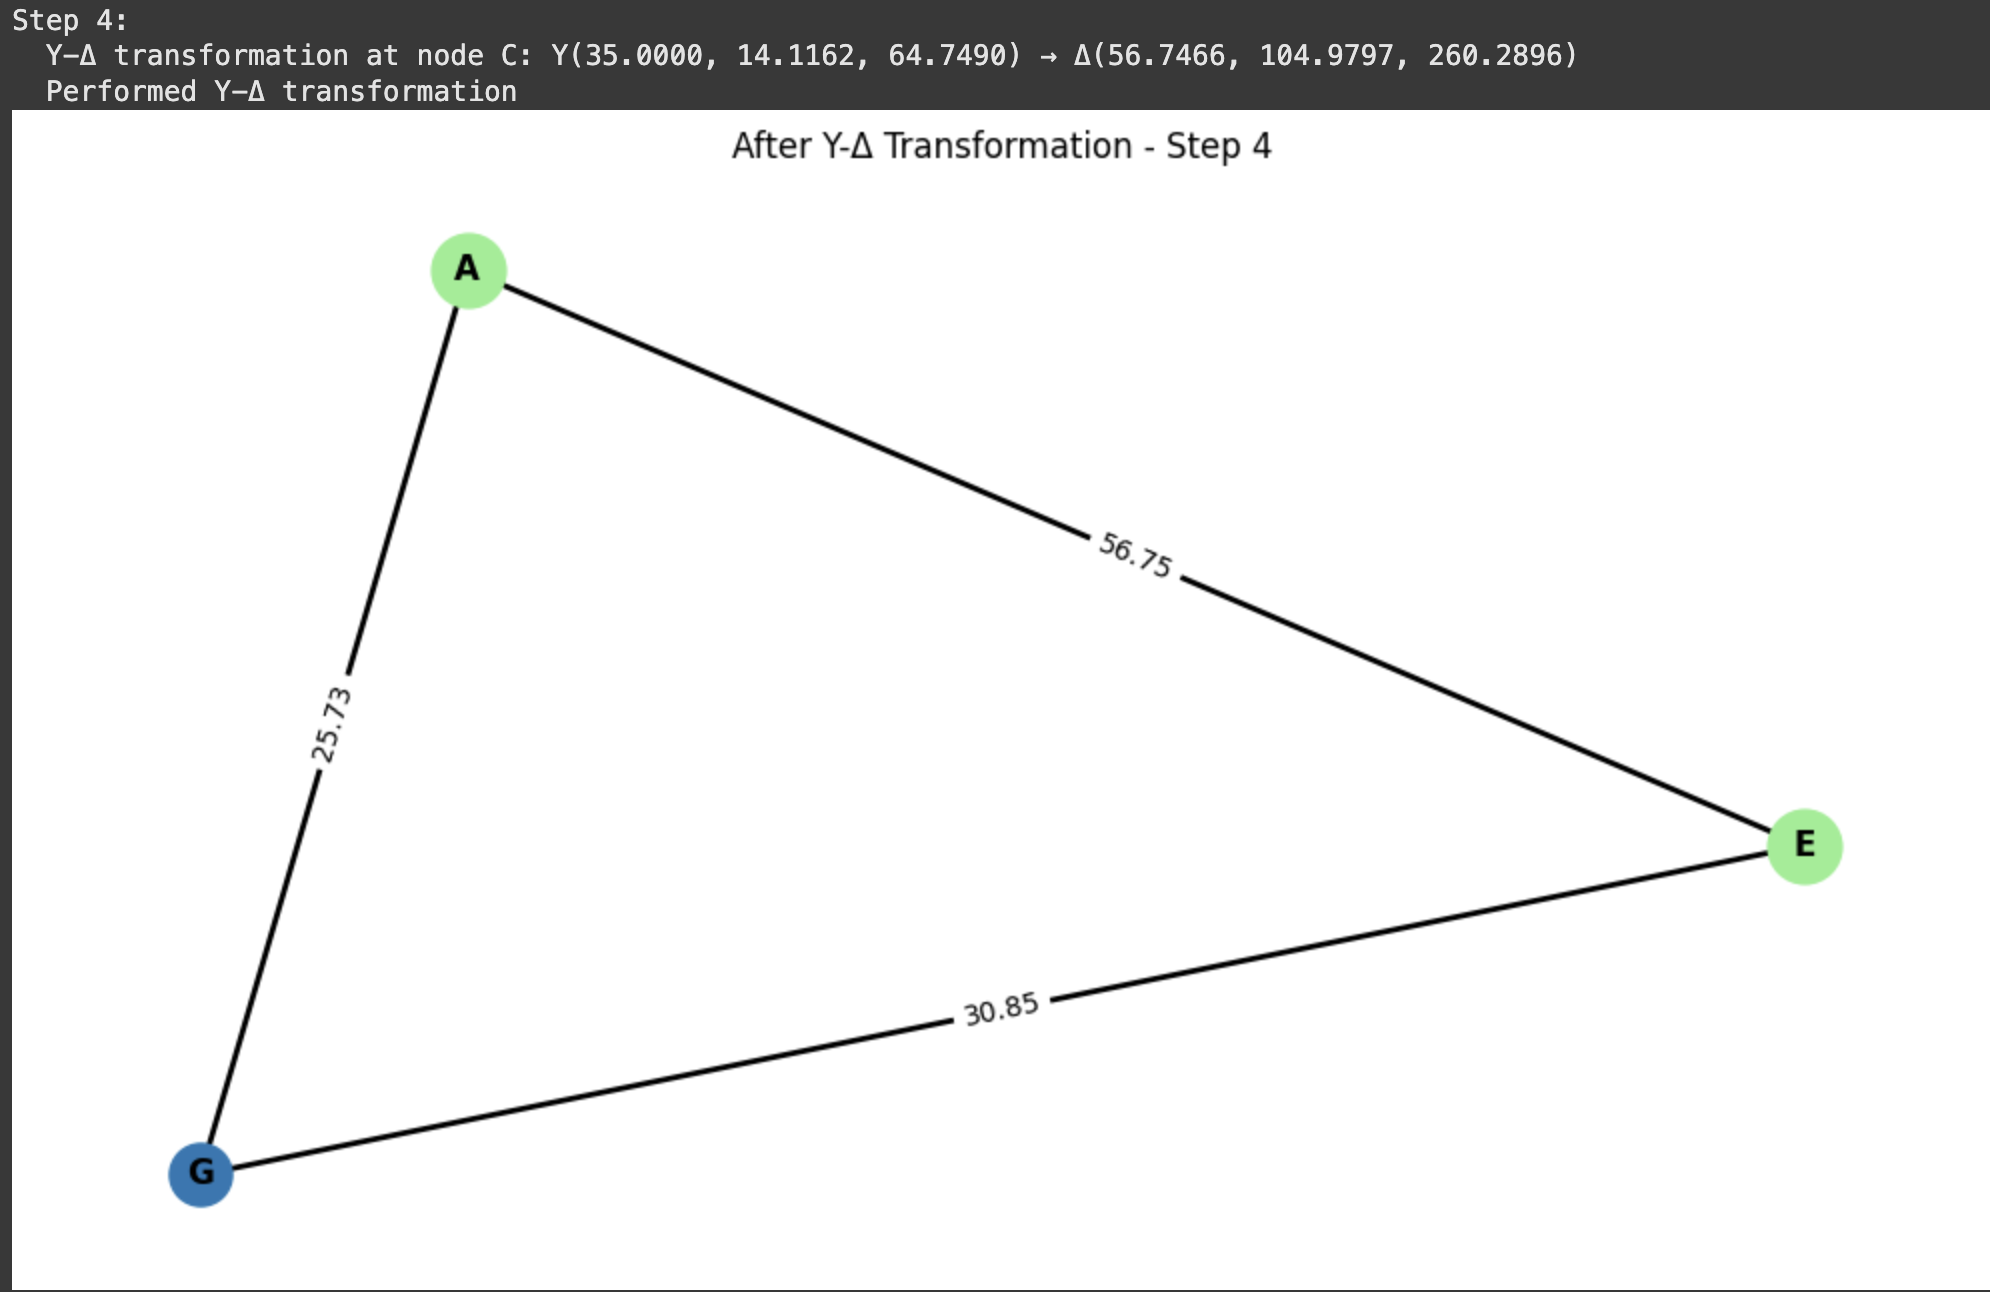 Step 4:
Y-Δ transformation at node C: Y(35.0000, 14.1162, 64.7490) → Δ(56.7466, 104.9797, 260.2896)
Performed Y-Δ transformation
After Y-Δ Transformation - Step 4
A
56.75
25.73
E
30.85
G